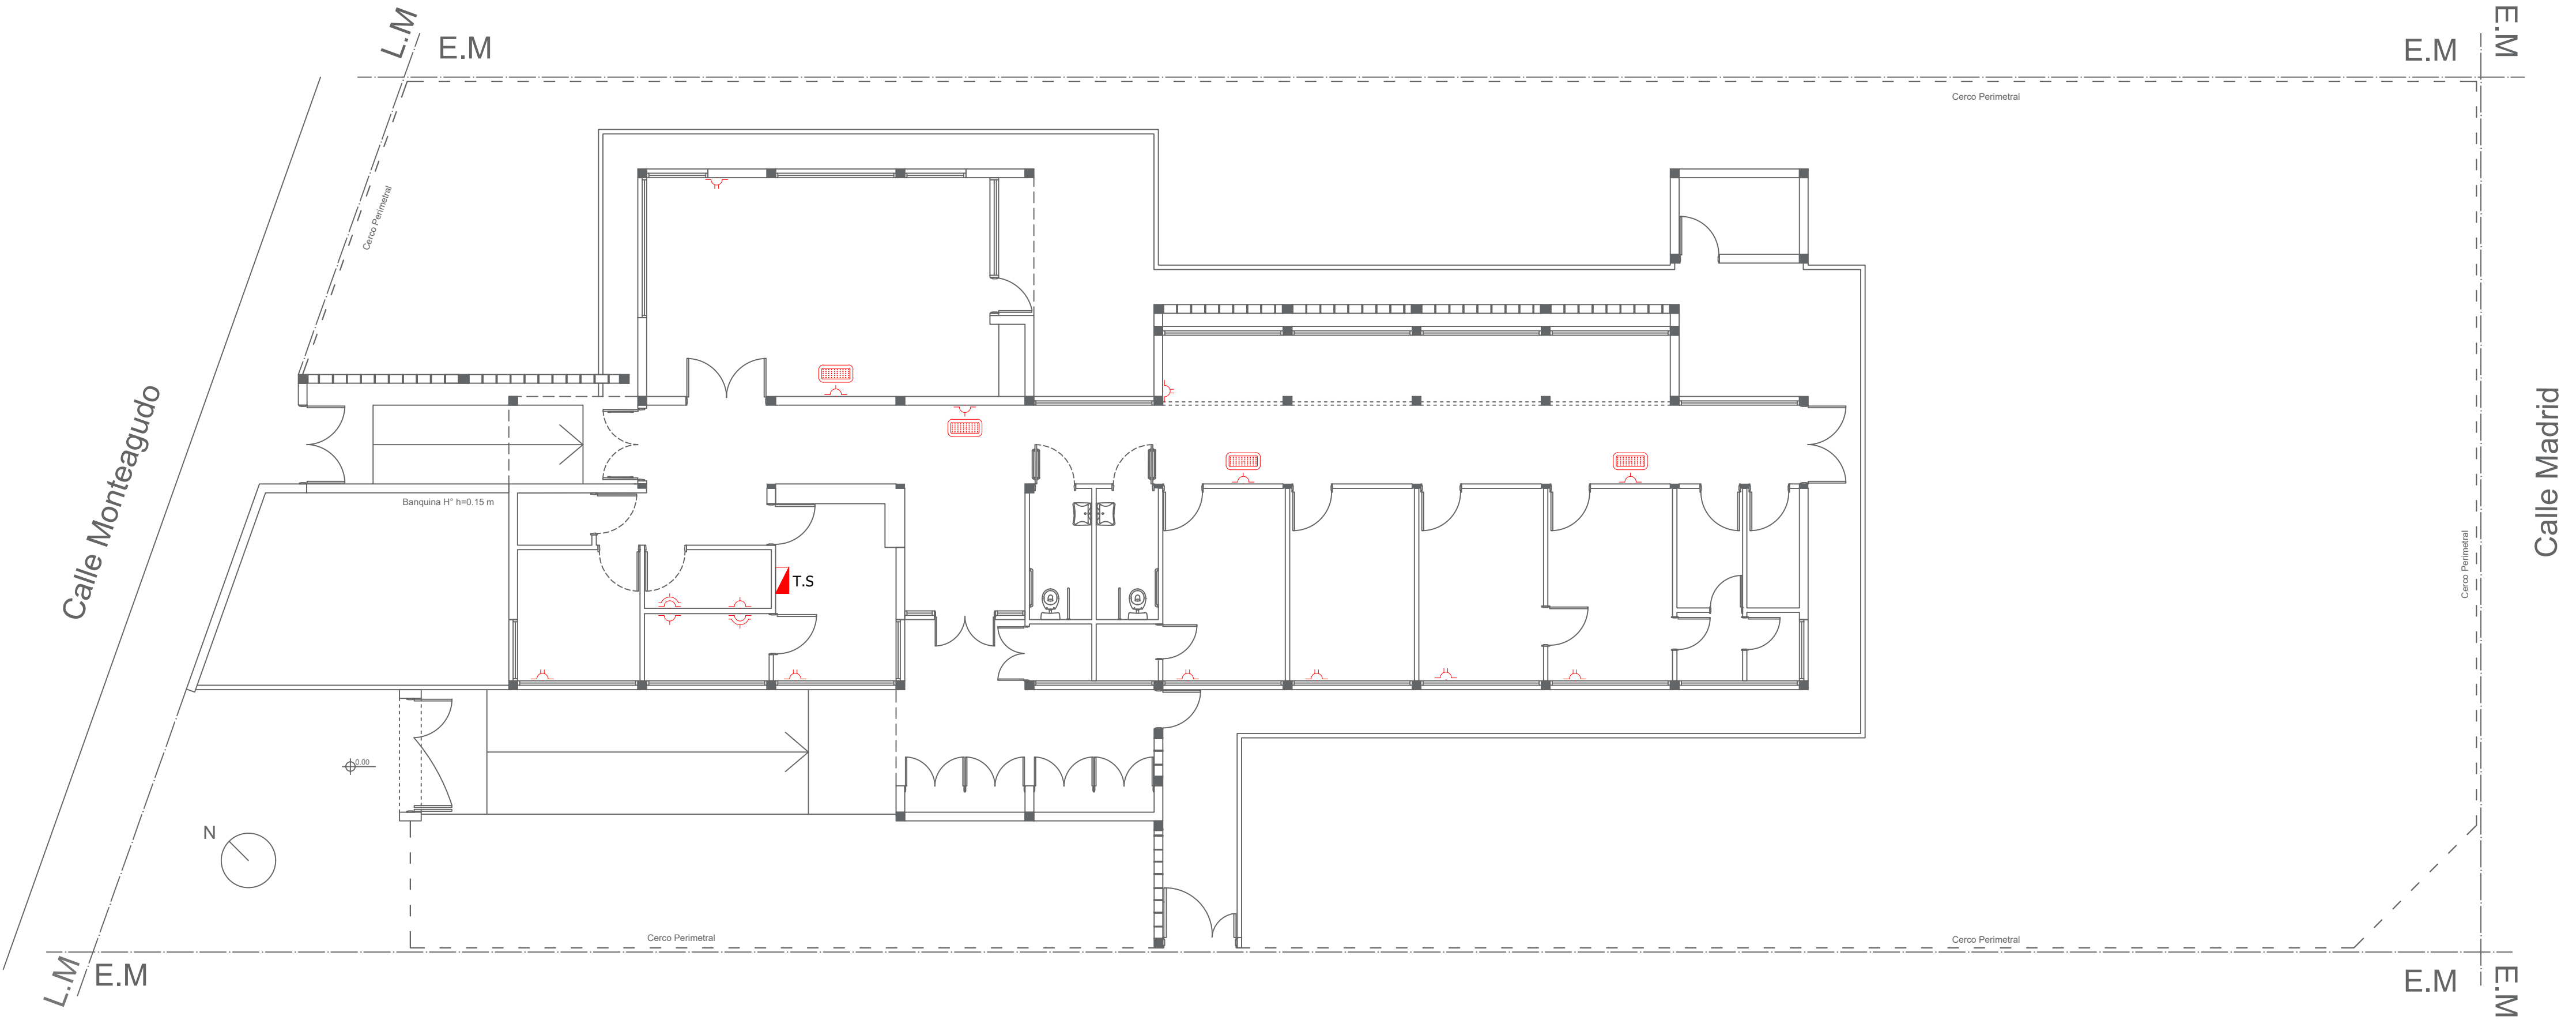 L.M
E.M
E.M
E.M
Cerco Perimetral
Cerco Perimetral
Calle Monteagudo
Calle Madrid
Banquina H° h=0.15 m
T.S
Cerco Perimetral
0.00
N
Cerco Perimetral
Cerco Perimetral
L.M
E.M
E.M
E.M